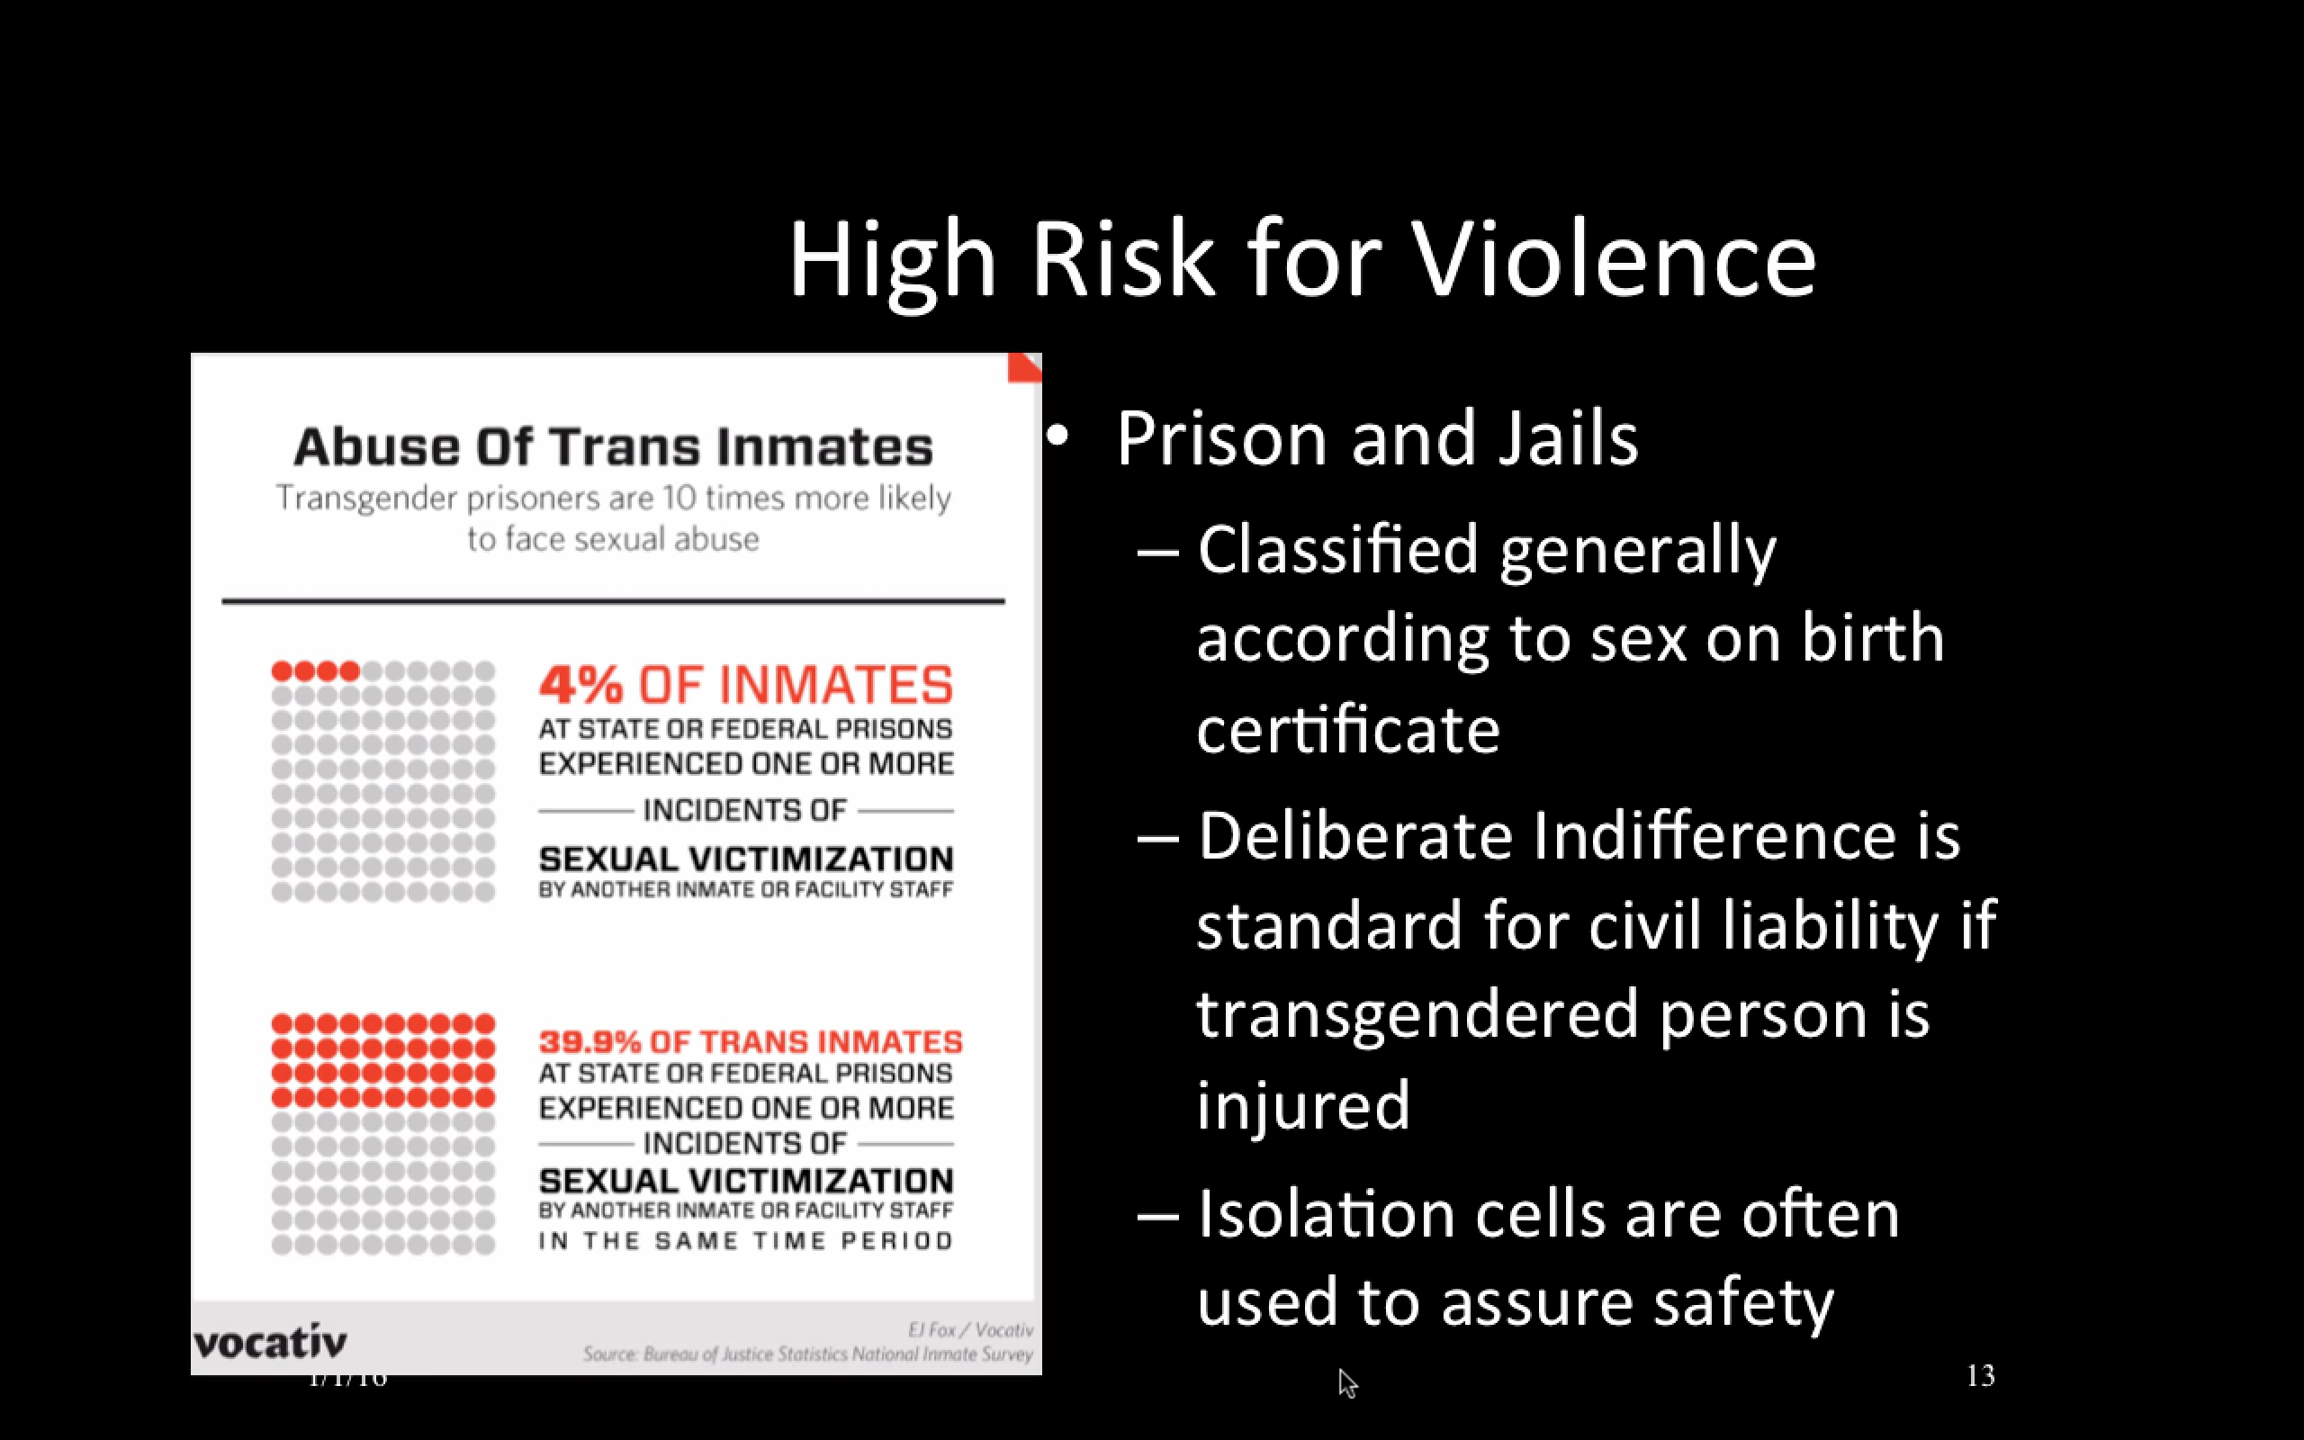 High Risk for Violence
Abuse Of Trans Inmates
Transgender prisoners are 10 times more likely
to face sexual abuse
4% OF INMATES
AT STATE OR FEDERAL PRISONS
EXPERIENCED ONE OR MORE
INCIDENTS OF
SEXUAL VICTIMIZATION
BY ANOTHER INMATE OR FACILITY STAFF
39.9% OF TRANS INMATES
AT STATE OR FEDERAL PRISONS
EXPERIENCED ONE OR MORE
INCIDENTS OF
SEXUAL VICTIMIZATION
BY ANOTHER INMATE OR FACILITY STAFF
IN THE SAME TIME PERIOD
vocativ
EJ Fox / Vocativ
Source: Bureau of Justice Statistics National Inmate Survey
• Prison and Jails
– Classified generally
according to sex on birth
certificate
– Deliberate Indifference is
standard for civil liability if
transgendered person is
injured
– Isolation cells are often
used to assure safety
1/1/16
13